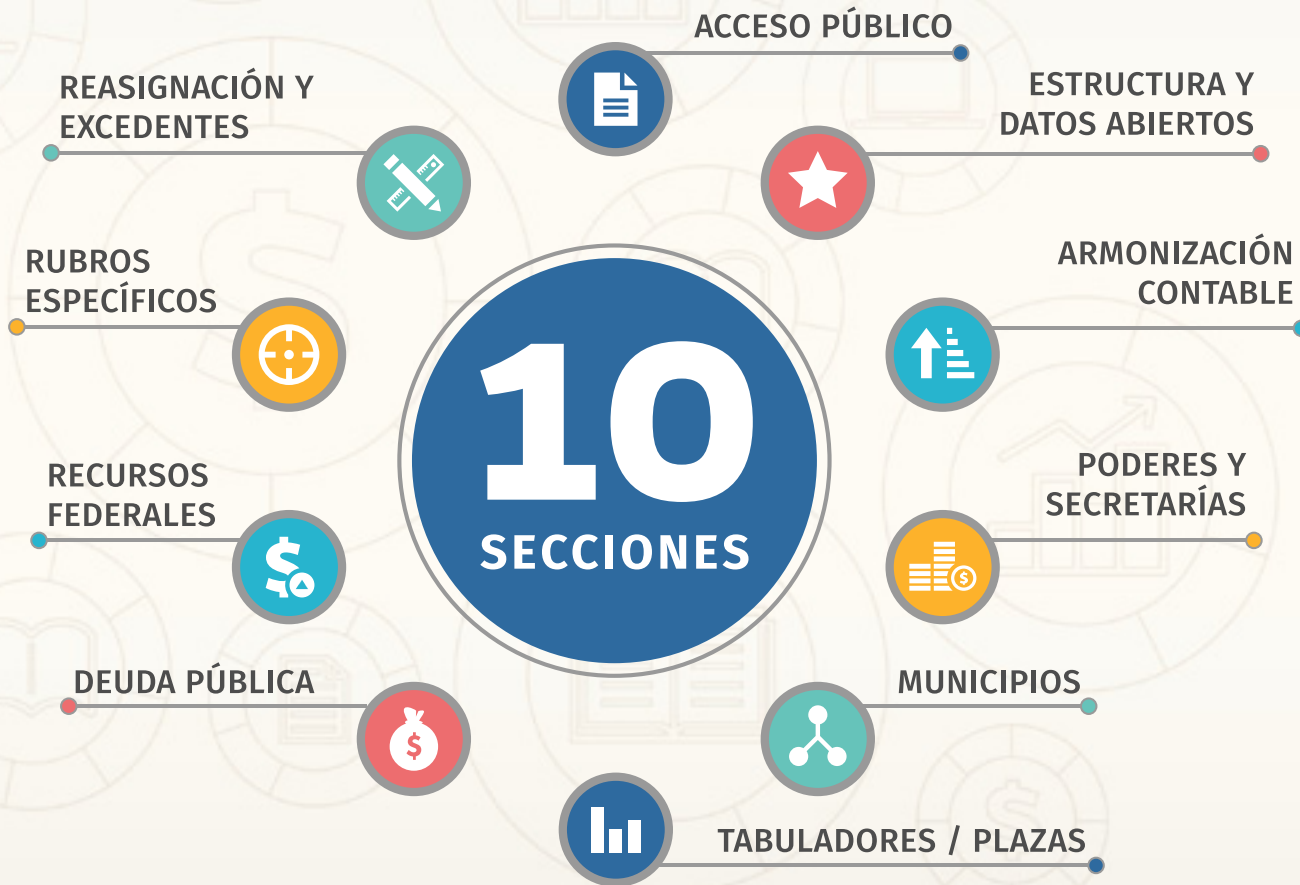 ACCESO PÚBLICO
ESTRUCTURA Y
DATOS ABIERTOS
ARMONIZACIÓN
CONTABLE
PODERES Y
SECRETARÍAS
MUNICIPIOS
TABULADORES / PLAZAS
DEUDA PÚBLICA
RECURSOS
FEDERALES
RUBROS
ESPECÍFICOS
REASIGNACIÓN Y
EXCEDENTES
10
SECCIONES